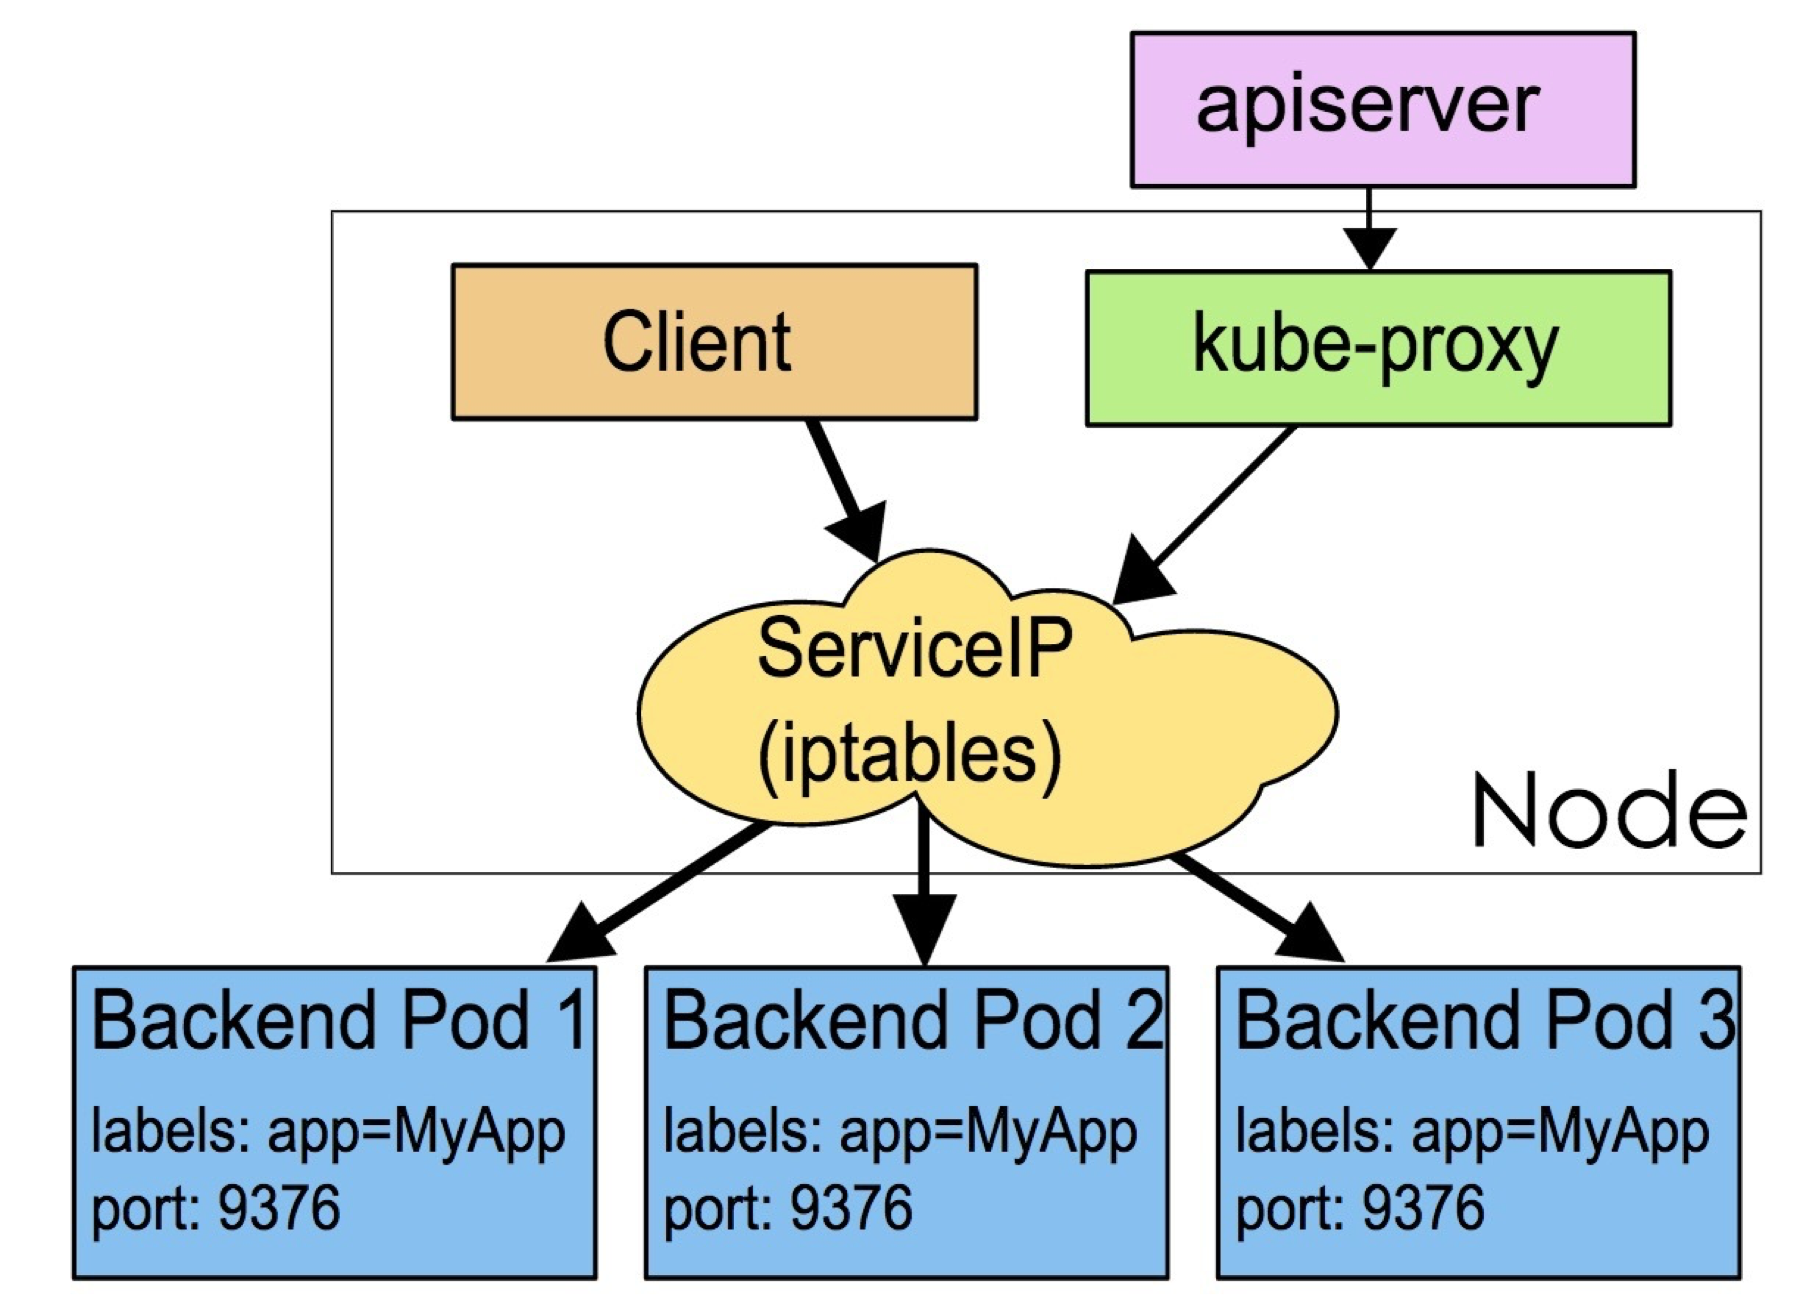 apiserver
Client
kube-proxy
ServiceIP
(iptables)
Node
Backend Pod 1
labels: app=MyApp
port: 9376
Backend Pod 2
labels: app=MyApp
port: 9376
Backend Pod 3
labels: app=MyApp
port: 9376